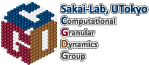 Sakai-Lab, UTokyo
Computational
Granular
Dynamics
Group